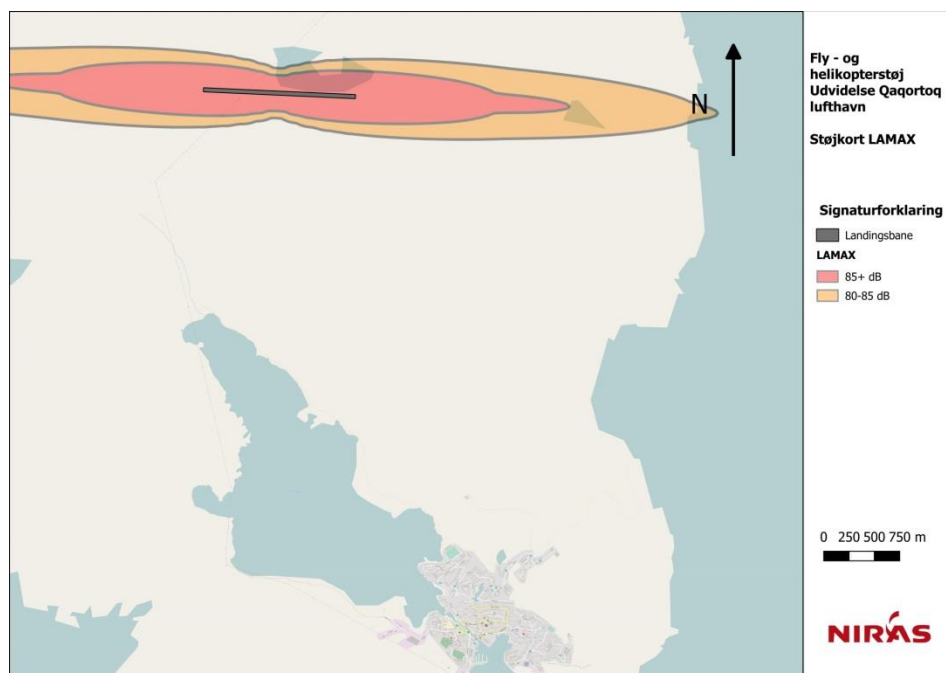 Fly - og
helikopterstøj
Udvidelse Qaqortoq
lufthavn
Støjkort LAMAX
N
Signaturforklaring
Landingsbane
LAMAX
85+ dB
80-85 dB
0 250 500 750 m
NIRAS